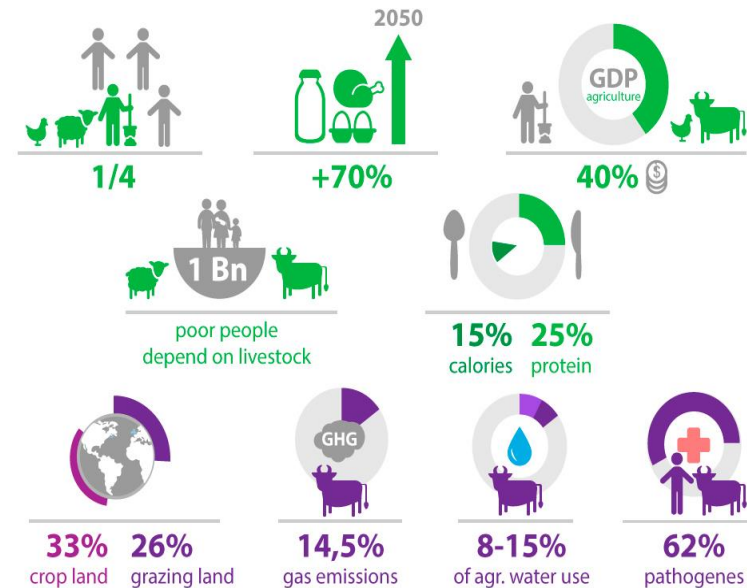 2050
GDP
agriculture
1/4
+70%
40%
$
1 Bn
poor people
depend on livestock
15% 25%
calories protein
GHG
33% 26%
crop land grazing land
14,5%
gas emissions
8-15%
of agr. water use
62%
pathogenes